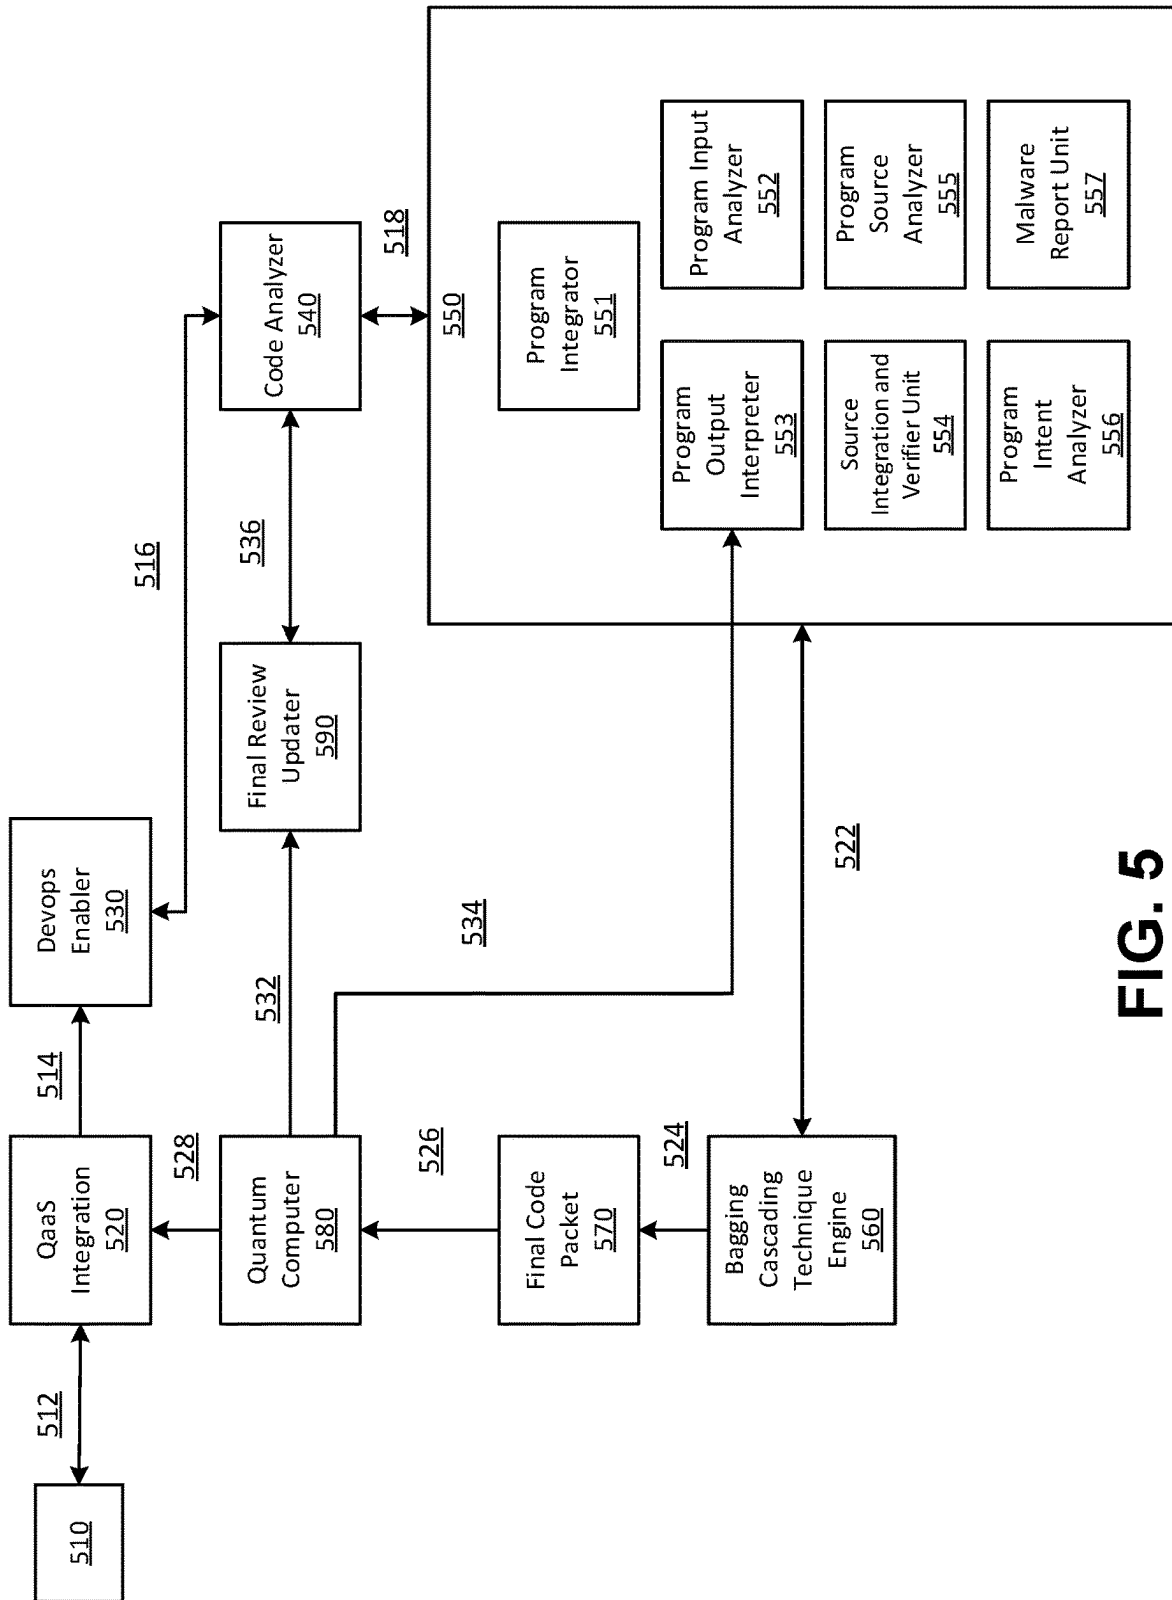 510
512
QaaS
Integration
520
514
Devops
Enabler
530
516
528
Quantum
Computer
580
532
Final Review
Updater
590
536
Code Analyzer
540
518
526
534
Final Code
Packet
570
524
Bagging
Cascading
Technique
Engine
560
522
550
Program
Integrator
551
Program
Output
Interpreter
553
Program Input
Analyzer
552
Source
Integration and
Verifier Unit
554
Program
Source
Analyzer
555
Program
Intent
Analyzer
556
Malware
Report Unit
557
FIG. 5